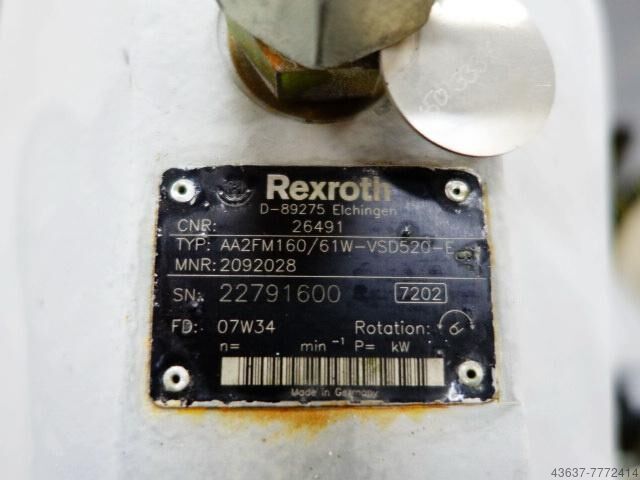 Rexroth
D-89275 Elchingen
CNR: 26491
TYP: AA2FM160/61W-VSD520-E
MNR: 2092028
SN: 22791600 7202
FD: 07W34 Rotation:
n= min⁻¹ P= kW
Made in Germany
43637-7772414